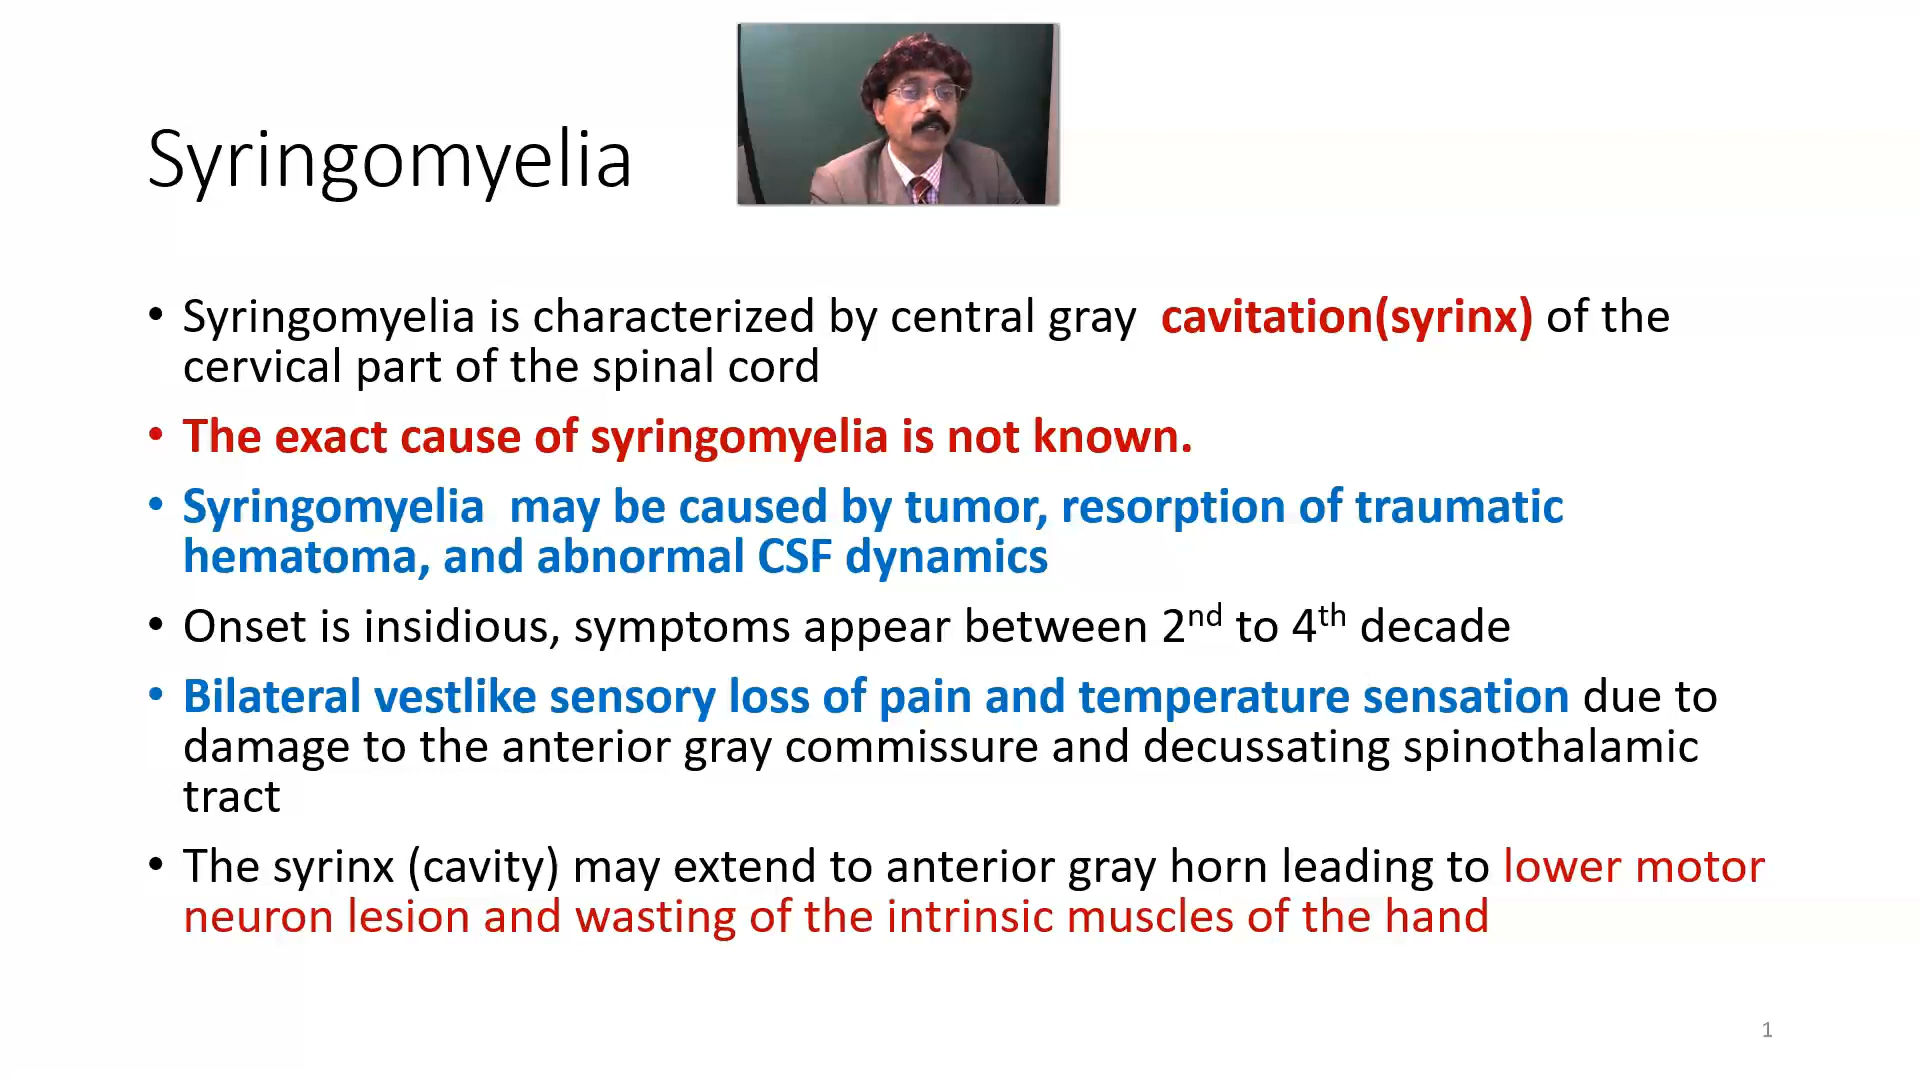 Syringomyelia
• Syringomyelia is characterized by central gray  cavitation(syrinx) of the
cervical part of the spinal cord
• The exact cause of syringomyelia is not known.
• Syringomyelia  may be caused by tumor, resorption of traumatic
hematoma, and abnormal CSF dynamics
• Onset is insidious, symptoms appear between 2nd to 4th decade
• Bilateral vestlike sensory loss of pain and temperature sensation due to
damage to the anterior gray commissure and decussating spinothalamic
tract
• The syrinx (cavity) may extend to anterior gray horn leading to lower motor
neuron lesion and wasting of the intrinsic muscles of the hand
1